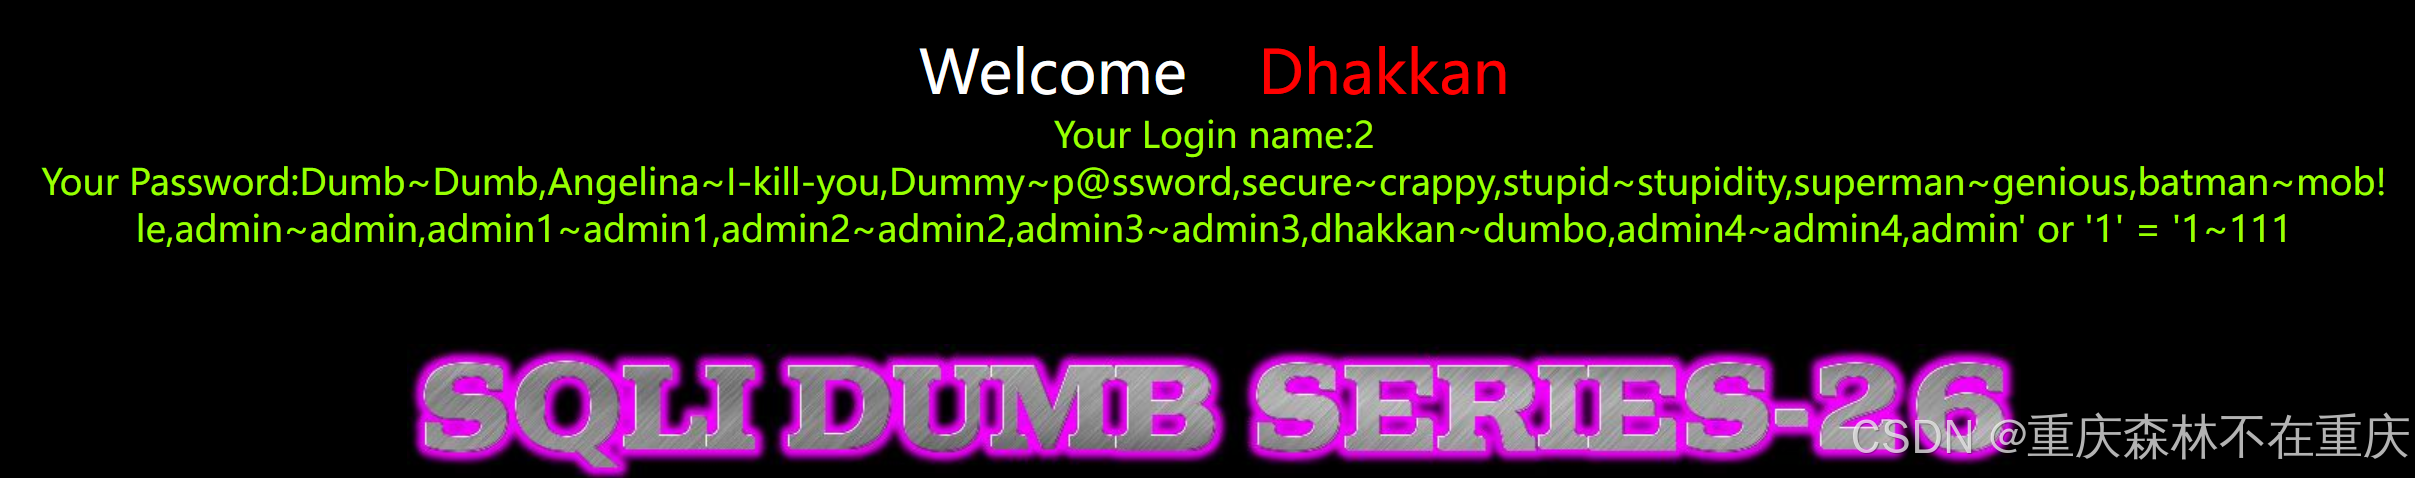 Welcome Dhakkan
Your Login name:2
Your Password:Dumb~Dumb,Angelina~I-kill-you,Dummy~p@ssword,secure~crappy,stupid~stupidity,superman~genious,batman~mob!
le,admin~admin,admin1~admin1,admin2~admin2,admin3~admin3,dhakkan~dumbo,admin4~admin4,admin' or '1' = '1~111
SQLI DUMB SERIES-26
CSDN @重庆森林不在重庆